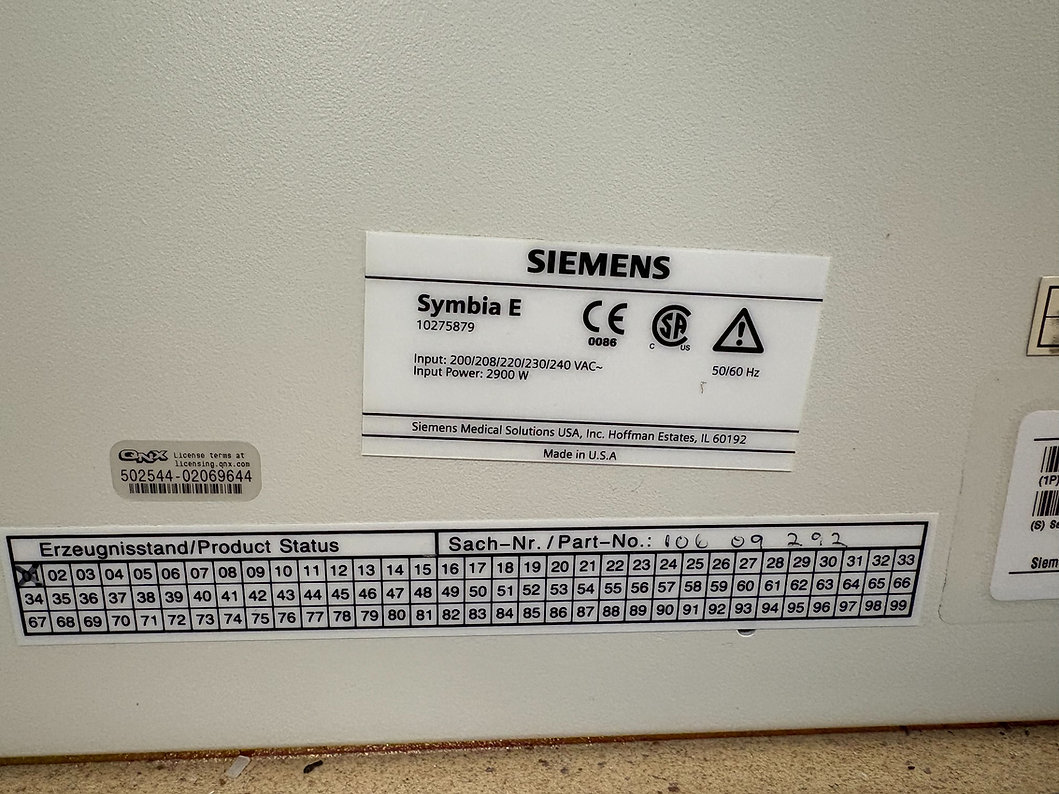 SIEMENS
Symbia E
10275879
CE
0086
SA
C US
Input: 200/208/220/230/240 VAC~
Input Power: 2900 W
50/60 Hz
Siemens Medical Solutions USA, Inc. Hoffman Estates, IL 60192
Made in U.S.A
QNX License terms at
licensing.qnx.com
502544-02069644
Erzeugnisstand/Product Status
Sach-Nr./Part-No.: 106 09 292
01 02 03 04 05 06 07 08 09 10 11 12 13 14 15 16 17 18 19 20 21 22 23 24 25 26 27 28 29 30 31 32 33
34 35 36 37 38 39 40 41 42 43 44 45 46 47 48 49 50 51 52 53 54 55 56 57 58 59 60 61 62 63 64 65 66
67 68 69 70 71 72 73 74 75 76 77 78 79 80 81 82 83 84 85 86 87 88 89 90 91 92 93 94 95 96 97 98 99
(1P)
(S) Se
Siem